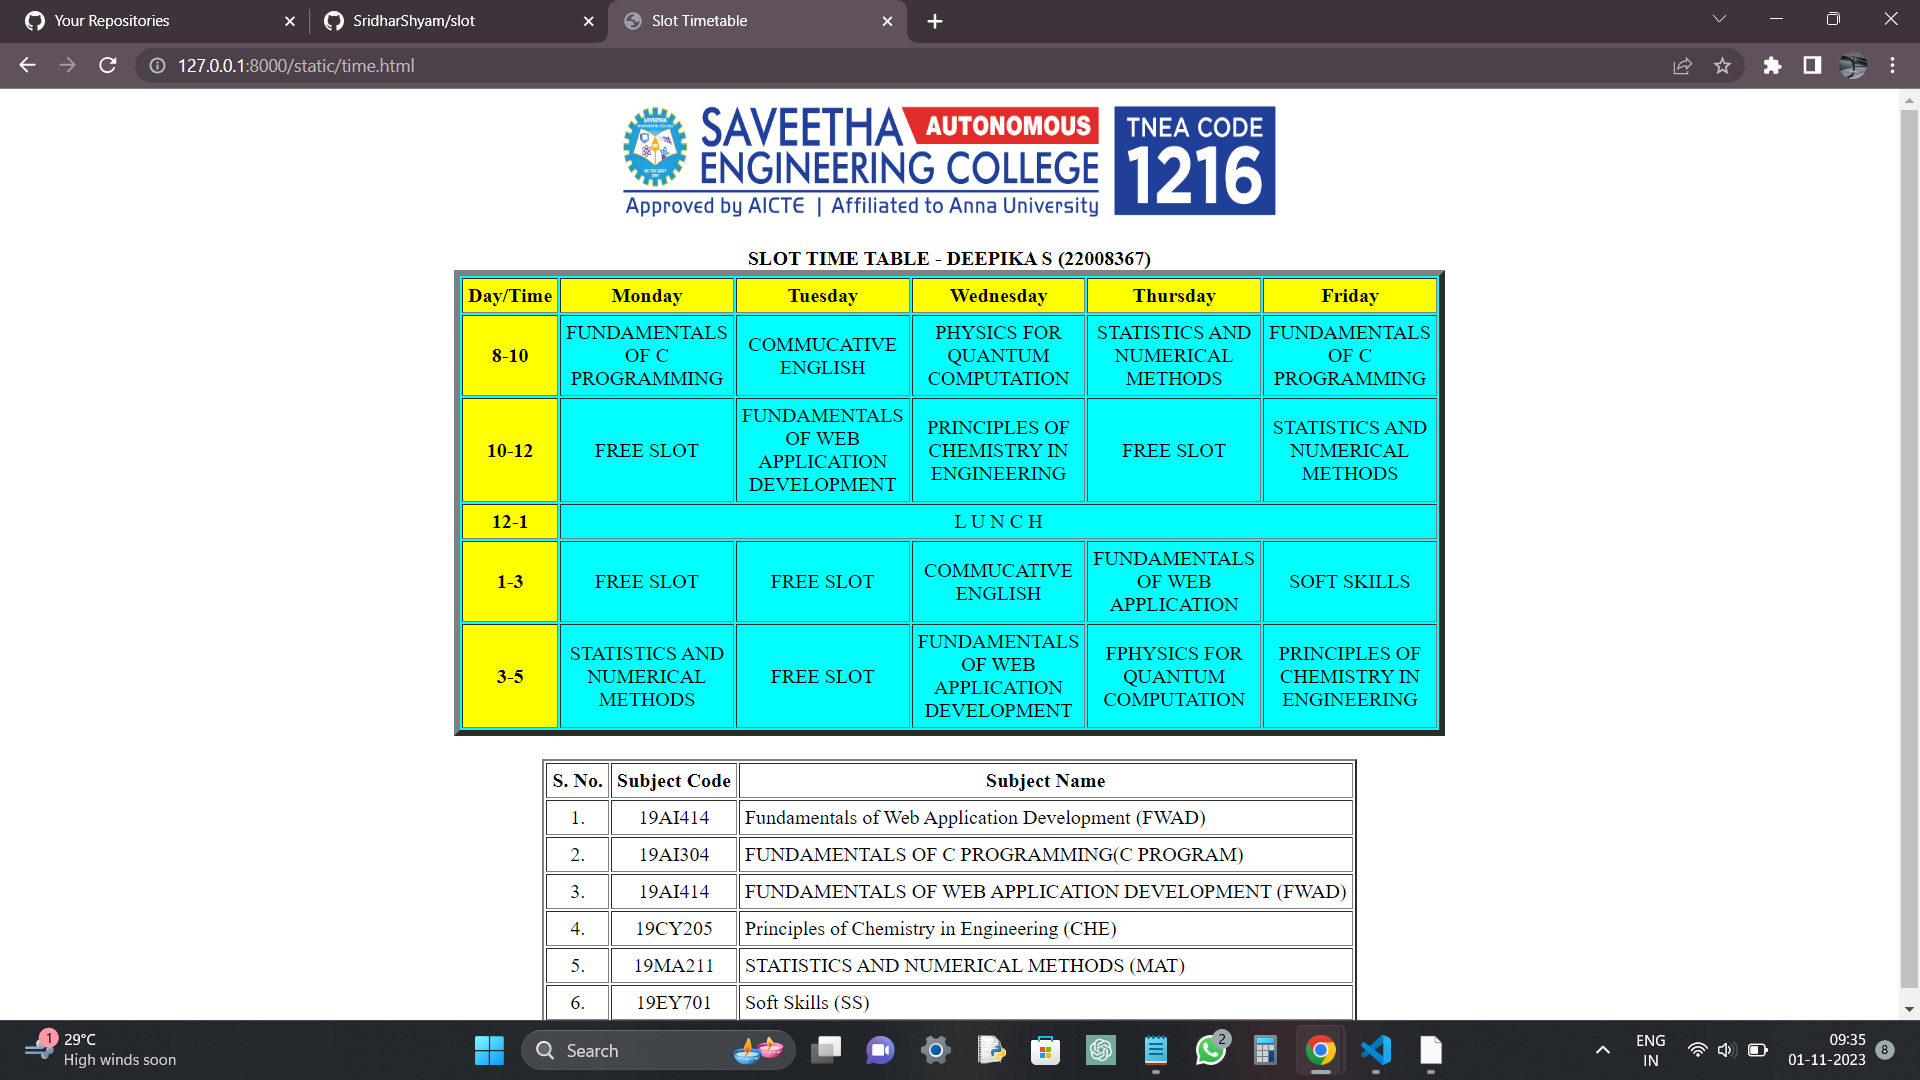 Your Repositories
SridharShyam/slot
Slot Timetable
127.0.0.1:8000/static/time.html
SAVEETHA AUTONOMOUS
ENGINEERING COLLEGE
Approved by AICTE | Affiliated to Anna University
TNEA CODE
1216
SLOT TIME TABLE - DEEPIKA S (22008367)
Day/Time Monday Tuesday Wednesday Thursday Friday
8-10
FUNDAMENTALS
OF C
PROGRAMMING
COMMUCATIVE
ENGLISH
PHYSICS FOR
QUANTUM
COMPUTATION
STATISTICS AND
NUMERICAL
METHODS
FUNDAMENTALS
OF C
PROGRAMMING
10-12
FREE SLOT
FUNDAMENTALS
OF WEB
APPLICATION
DEVELOPMENT
PRINCIPLES OF
CHEMISTRY IN
ENGINEERING
FREE SLOT
STATISTICS AND
NUMERICAL
METHODS
12-1
L U N C H
1-3
FREE SLOT
FREE SLOT
COMMUCATIVE
ENGLISH
FUNDAMENTALS
OF WEB
APPLICATION
SOFT SKILLS
3-5
STATISTICS AND
NUMERICAL
METHODS
FREE SLOT
FUNDAMENTALS
OF WEB
APPLICATION
DEVELOPMENT
FPHYSICS FOR
QUANTUM
COMPUTATION
PRINCIPLES OF
CHEMISTRY IN
ENGINEERING
S. No. Subject Code Subject Name
1. 19AI414 Fundamentals of Web Application Development (FWAD)
2. 19AI304 FUNDAMENTALS OF C PROGRAMMING(C PROGRAM)
3. 19AI414 FUNDAMENTALS OF WEB APPLICATION DEVELOPMENT (FWAD)
4. 19CY205 Principles of Chemistry in Engineering (CHE)
5. 19MA211 STATISTICS AND NUMERICAL METHODS (MAT)
6. 19EY701 Soft Skills (SS)
1
29°C
High winds soon
Search
2
ENG
IN
09:35
01-11-2023
8